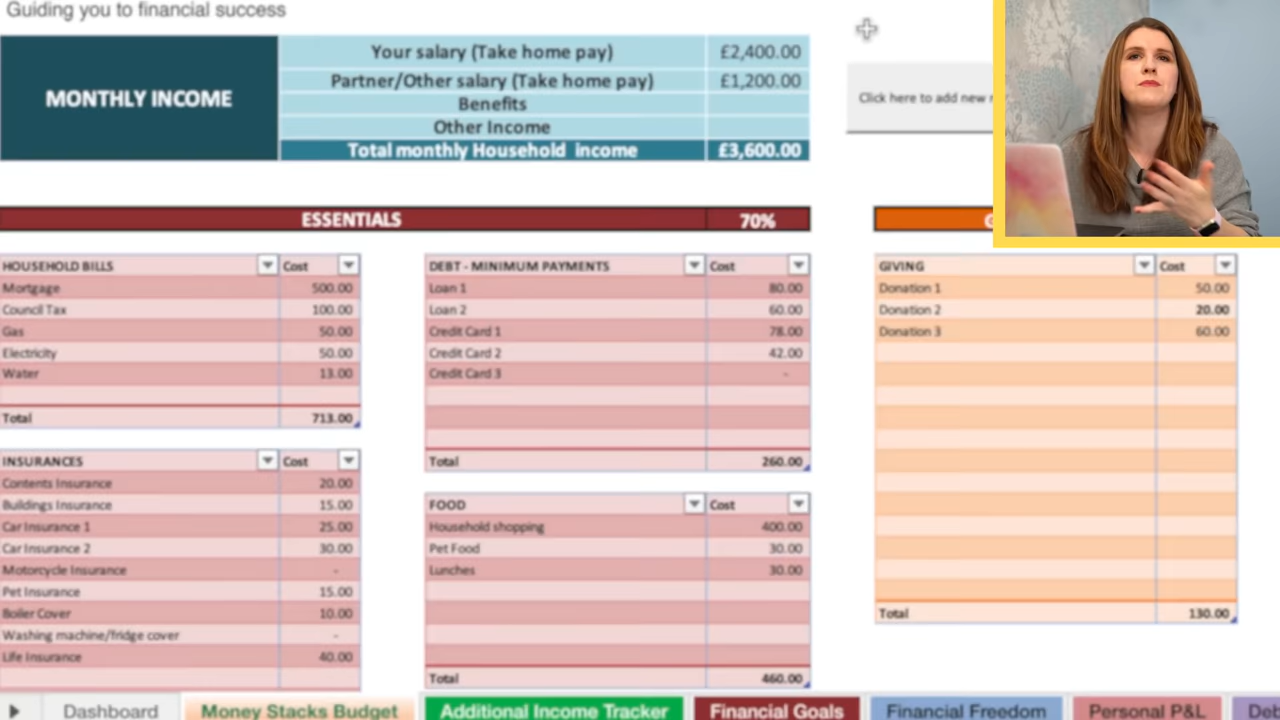 Guiding you to financial success
MONTHLY INCOME
Your salary (Take home pay) £2,400.00
Partner/Other salary (Take home pay) £1,200.00
Benefits
Other Income
Total monthly Household income £3,600.00
Click here to add new
ESSENTIALS 70%
HOUSEHOLD BILLS Cost
Mortgage 500.00
Council Tax 100.00
Gas 50.00
Electricity 50.00
Water 13.00
Total 713.00
INSURANCES Cost
Contents Insurance 20.00
Buildings Insurance 15.00
Car Insurance 1 25.00
Car Insurance 2 30.00
Motorcycle Insurance -
Pet Insurance 15.00
Boiler Cover 10.00
Washing machine/fridge cover -
Life Insurance 40.00
DEBT - MINIMUM PAYMENTS Cost
Loan 1 80.00
Loan 2 60.00
Credit Card 1 78.00
Credit Card 2 42.00
Credit Card 3 -
Total 260.00
FOOD Cost
Household shopping 400.00
Pet Food 30.00
Lunches 30.00
Total 460.00
GIVING Cost
Donation 1 50.00
Donation 2 20.00
Donation 3 60.00
Total 130.00
Dashboard Money Stacks Budget Additional Income Tracker Financial Goals Financial Freedom Personal P&L